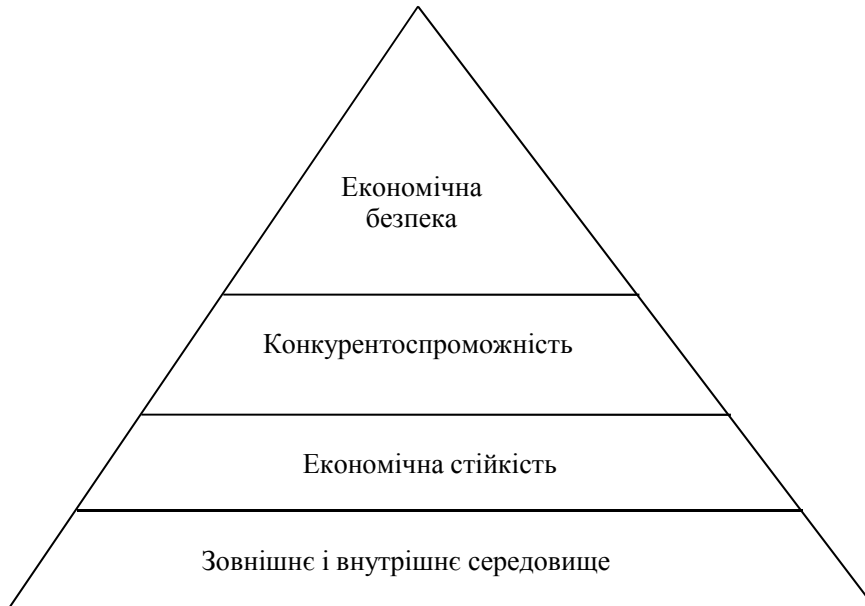 Економічна
безпека
Конкурентоспроможність
Економічна стійкість
Зовнішнє і внутрішнє середовище